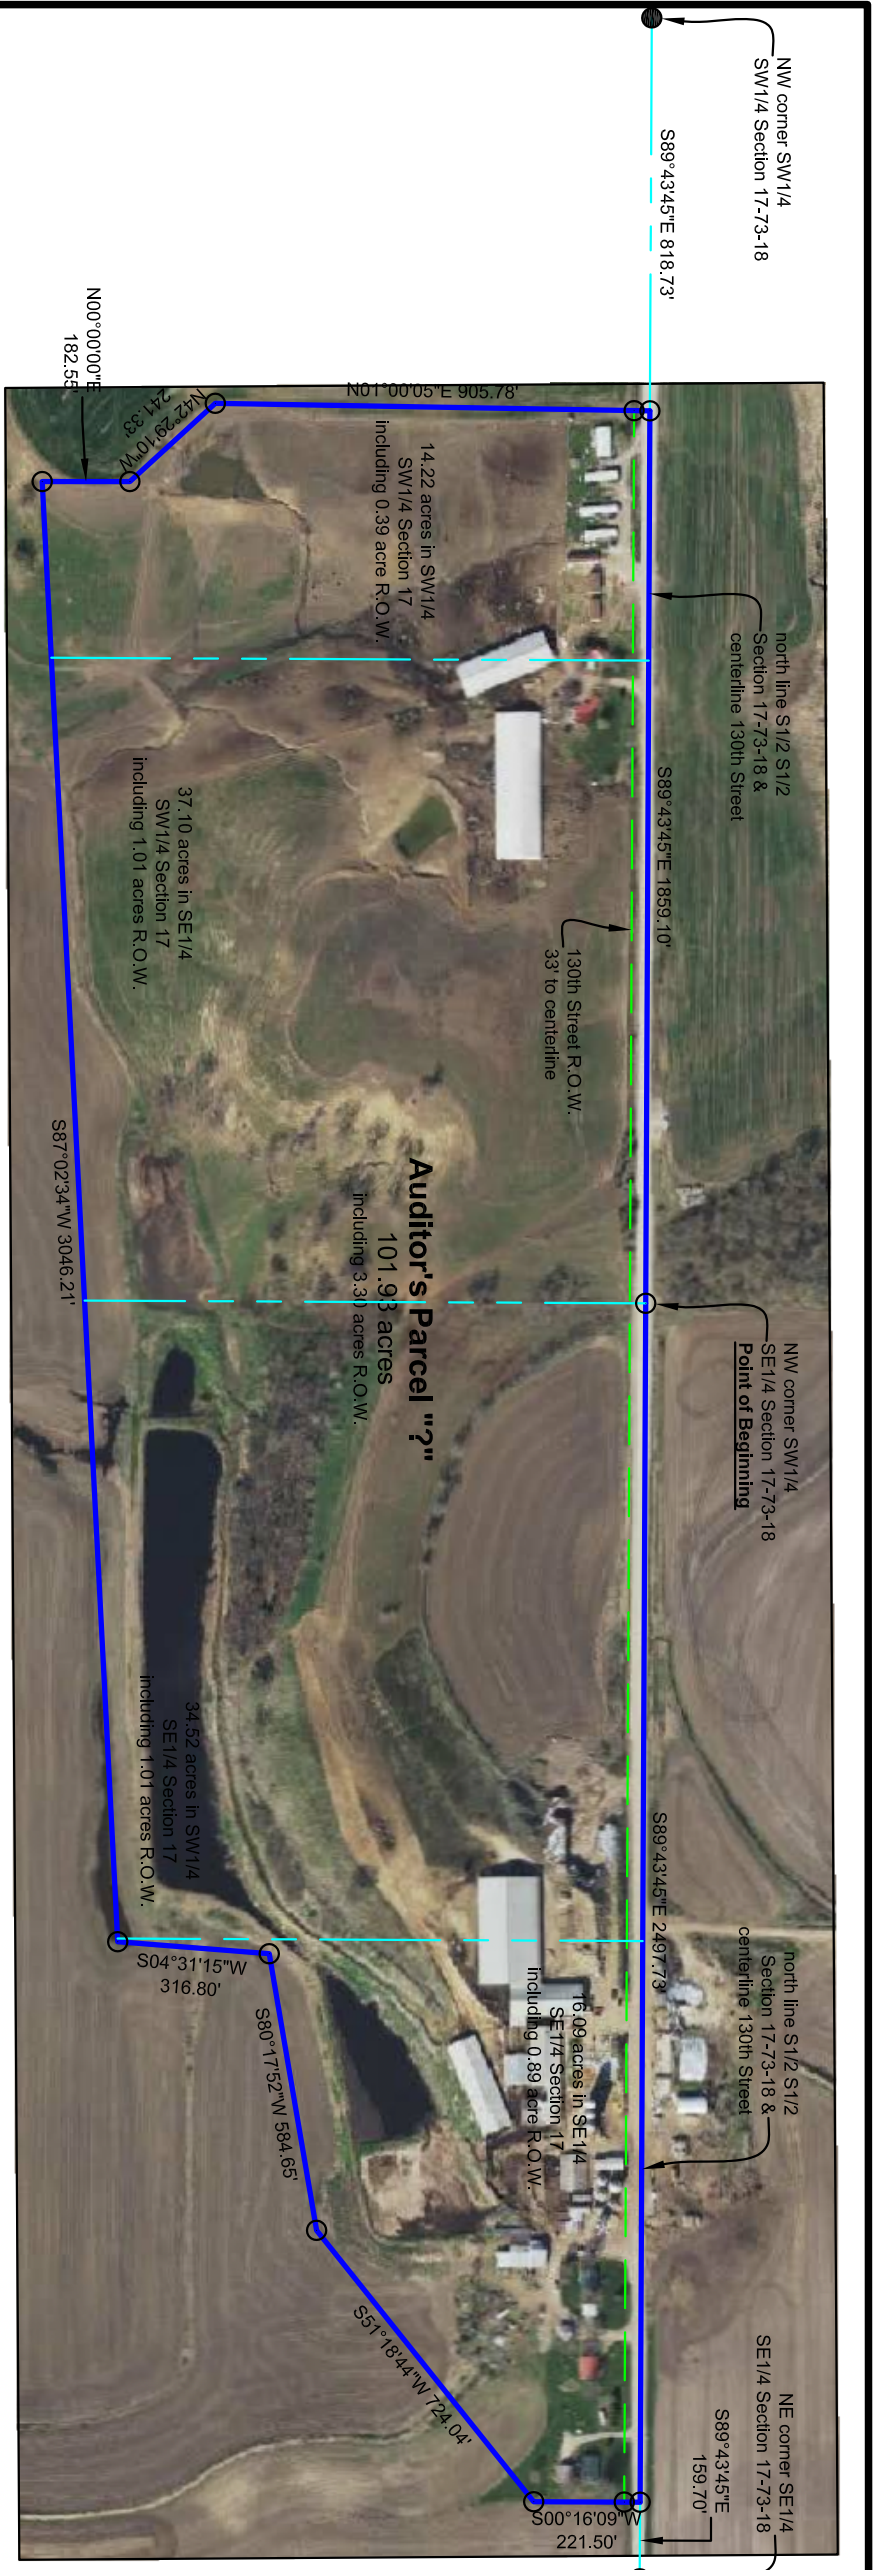 NW corner SW1/4
SW1/4 Section 17-73-18
S89°43'45"E 818.73'
N00°00'00"E
182.55'
N42°29'10"W
241.33'
N01°00'05"E 905.78'
14.22 acres in SW1/4
SW1/4 Section 17
including 0.39 acre R.O.W.
north line S1/2 S1/2
Section 17-73-18 &
centerline 130th Street
S89°43'45"E 1859.10'
37.10 acres in SE1/4
SW1/4 Section 17
including 1.01 acres R.O.W.
130th Street R.O.W.
33' to centerline
Auditor's Parcel "?"
101.93 acres
including 3.30 acres R.O.W.
S87°02'34"W 3046.21'
NW corner SW1/4
SE1/4 Section 17-73-18
Point of Beginning
34.52 acres in SW1/4
SE1/4 Section 17
including 1.01 acres R.O.W.
S89°43'45"E 2497.73'
north line S1/2 S1/2
Section 17-73-18 &
centerline 130th Street
16.09 acres in SE1/4
SE1/4 Section 17
including 0.89 acre R.O.W.
S04°31'15"W
316.80'
S80°17'52"W 584.65'
S51°18'44"W 724.04'
S00°16'09"W
221.50'
NE corner SE1/4
SE1/4 Section 17-73-18
S89°43'45"E
159.70'